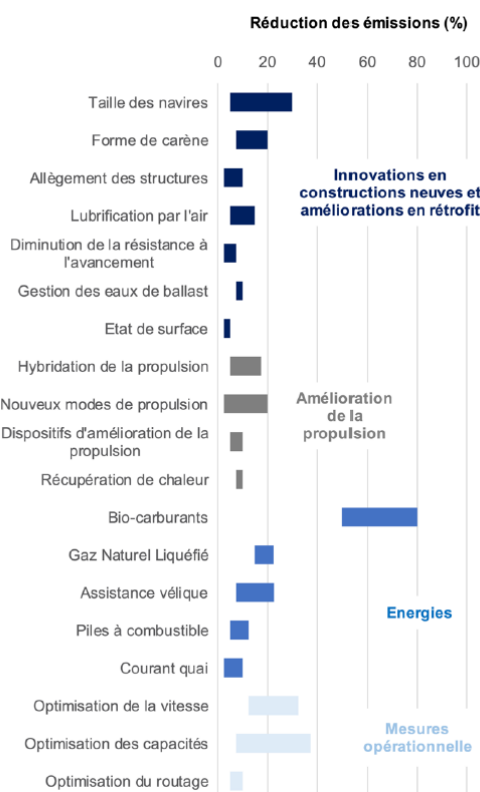 Réduction des émissions (%)
0 20 40 60 80 100
Taille des navires
Forme de carène
Allègement des structures
Innovations en
constructions neuves et
améliorations en rétrofit
Lubrification par l'air
Diminution de la résistance à
l'avancement
Gestion des eaux de ballast
Etat de surface
Hybridation de la propulsion
Nouveux modes de propulsion
Amélioration
de la
propulsion
Dispositifs d'amélioration de la
propulsion
Récupération de chaleur
Bio-carburants
Gaz Naturel Liquéfié
Assistance vélique
Energies
Piles à combustible
Courant quai
Optimisation de la vitesse
Optimisation des capacités
Mesures
opérationnelle
Optimisation du routage